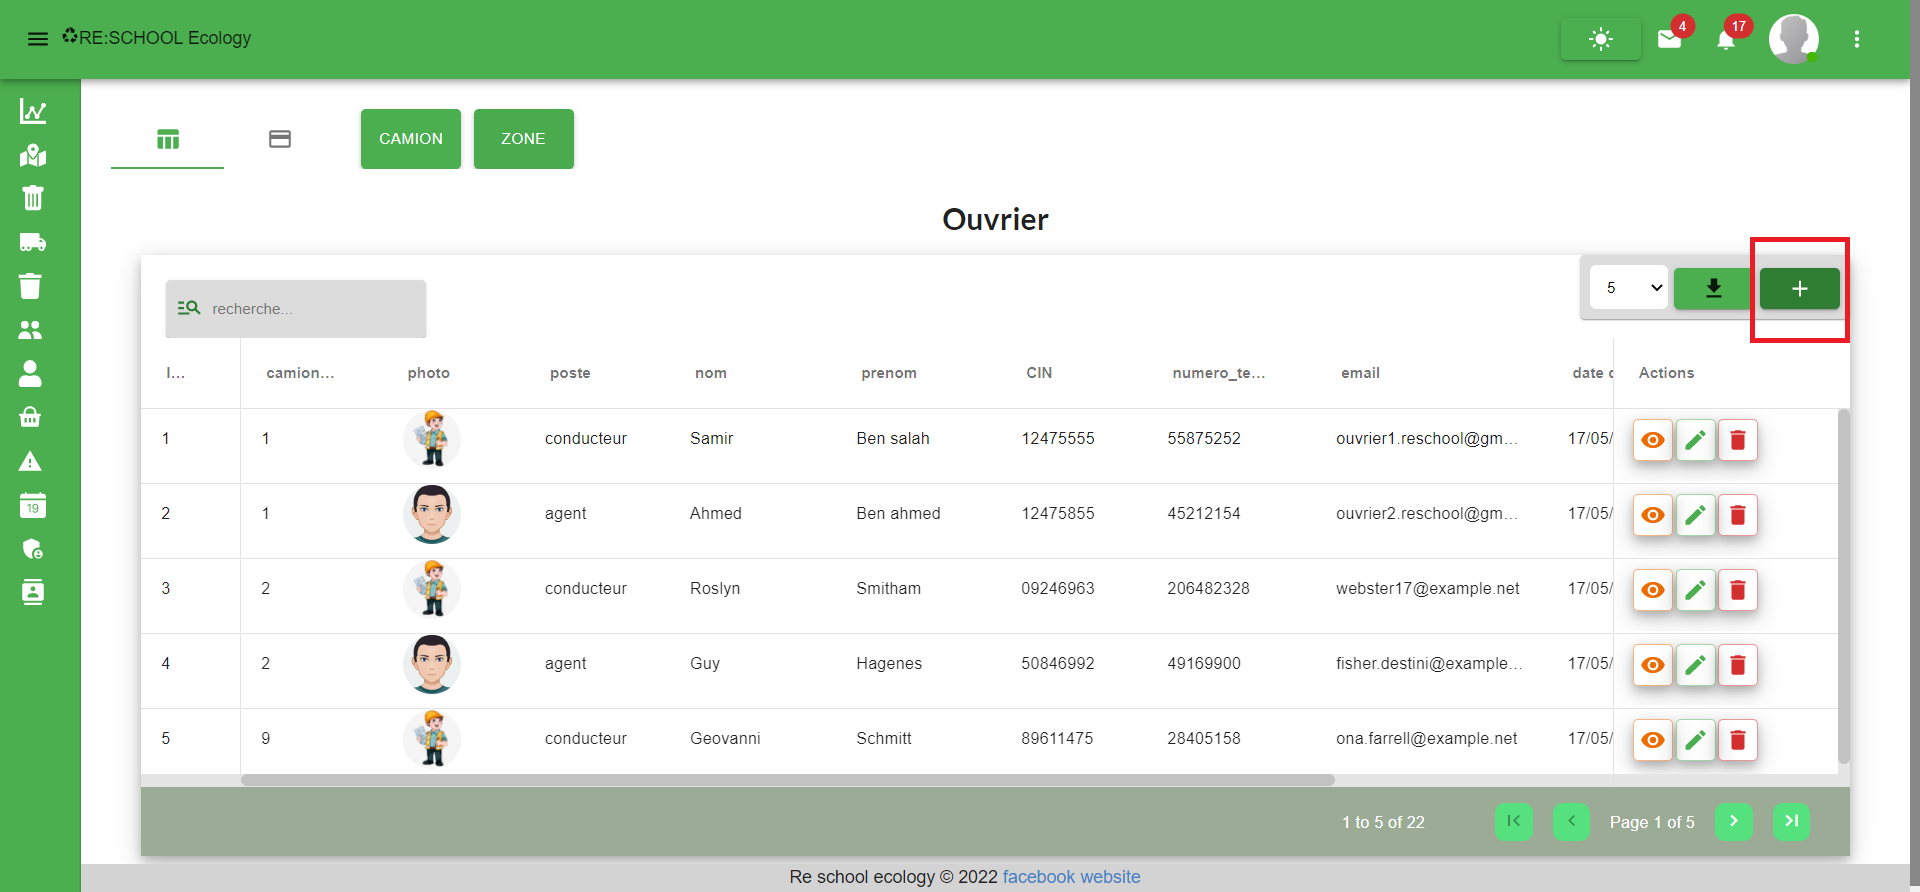 RE:SCHOOL Ecology
4
17
CAMION
ZONE
Ouvrier
recherche...
5
I...
camion...
photo
poste
nom
prenom
CIN
numero_te...
email
date
Actions
1 1 conducteur Samir Ben salah 12475555 55875252 ouvrier1.reschool@gm... 17/05/
2 1 agent Ahmed Ben ahmed 12475855 45212154 ouvrier2.reschool@gm... 17/05/
3 2 conducteur Roslyn Smitham 09246963 206482328 webster17@example.net 17/05/
4 2 agent Guy Hagenes 50846992 49169900 fisher.destini@example... 17/05/
5 9 conducteur Geovanni Schmitt 89611475 28405158 ona.farrell@example.net 17/05/
19
1 to 5 of 22
Page 1 of 5
Re school ecology © 2022 facebook website